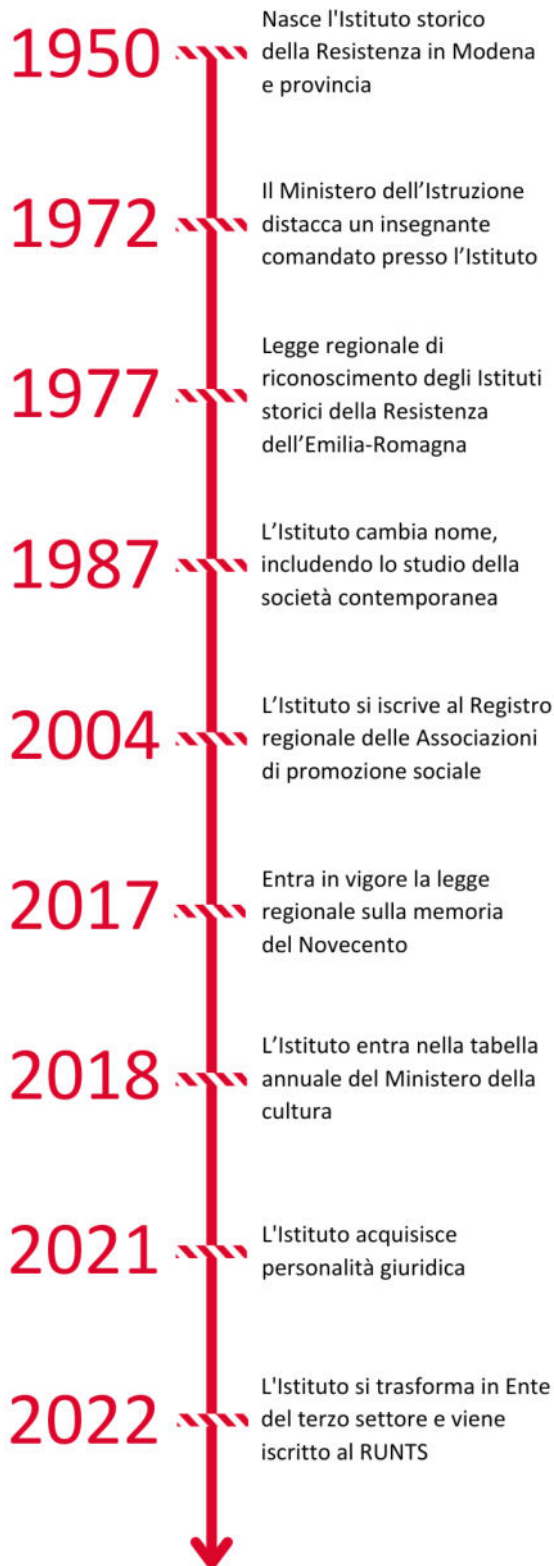 1950
Nasce l'Istituto storico
della Resistenza in Modena
e provincia
1972
Il Ministero dell’Istruzione
distacca un insegnante
comandato presso l’Istituto
1977
Legge regionale di
riconoscimento degli Istituti
storici della Resistenza
dell’Emilia-Romagna
1987
L’Istituto cambia nome,
includendo lo studio della
società contemporanea
2004
L’Istituto si iscrive al Registro
regionale delle Associazioni
di promozione sociale
2017
Entra in vigore la legge
regionale sulla memoria
del Novecento
2018
L’Istituto entra nella tabella
annuale del Ministero della
cultura
2021
L'Istituto acquisisce
personalità giuridica
2022
L'Istituto si trasforma in Ente
del terzo settore e viene
iscritto al RUNTS